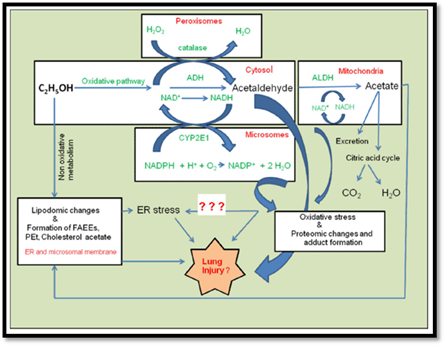 Peroxisomes
H₂O₂
H₂O
catalase
Cytosol
Oxidative pathway
ADH
C₂H₅OH
Acetaldehyde
NAD⁺
NADH
Mitochondria
ALDH
Acetate
NAD⁺
NADH
CYP2E1
Microsomes
NADPH + H⁺ + O₂
NADP⁺ + 2 H₂O
Excretion
Citric acid cycle
CO₂
H₂O
Non oxidative
metabolism
Lipodomic changes
&
Formation of FAEEs,
PEt, Cholesterol acetate
ER and microsomal membrane
ER stress
? ? ?
Oxidative stress
&
Proteomic changes and
adduct formation
Lung
Injury?